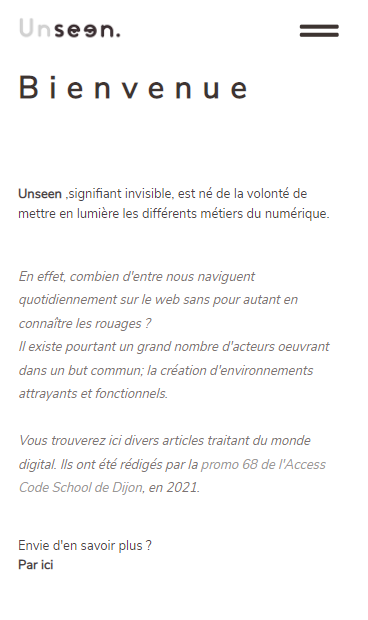 Unseen.
Bienvenue
Unseen ,signifiant invisible, est né de la volonté de
mettre en lumière les différents métiers du numérique.
En effet, combien d'entre nous naviguent
quotidiennement sur le web sans pour autant en
connaître les rouages ?
Il existe pourtant un grand nombre d'acteurs oeuvrant
dans un but commun; la création d'environnements
attrayants et fonctionnels.
Vous trouverez ici divers articles traitant du monde
digital. Ils ont été rédigés par la promo 68 de l'Access
Code School de Dijon, en 2021.
Envie d'en savoir plus ?
Par ici